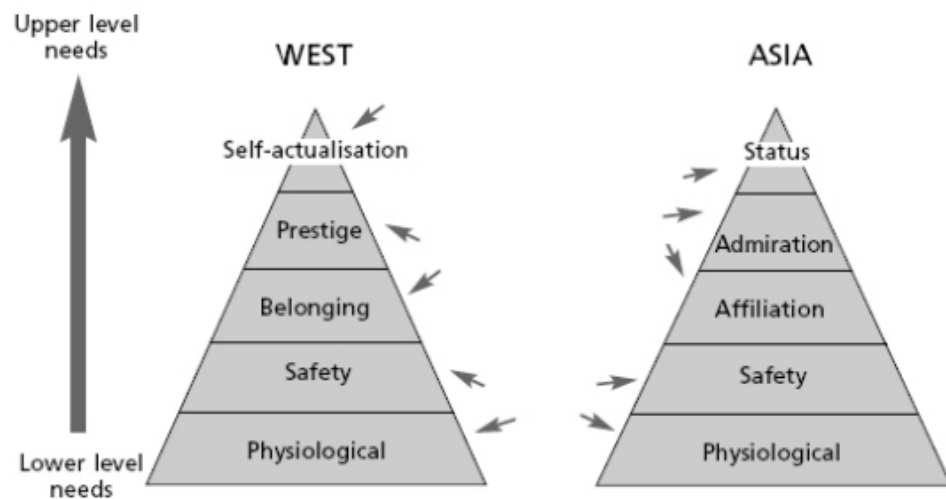 Upper level
needs
WEST
ASIA
Self-actualisation
Prestige
Belonging
Safety
Physiological
Status
Admiration
Affiliation
Safety
Physiological
Lower level
needs